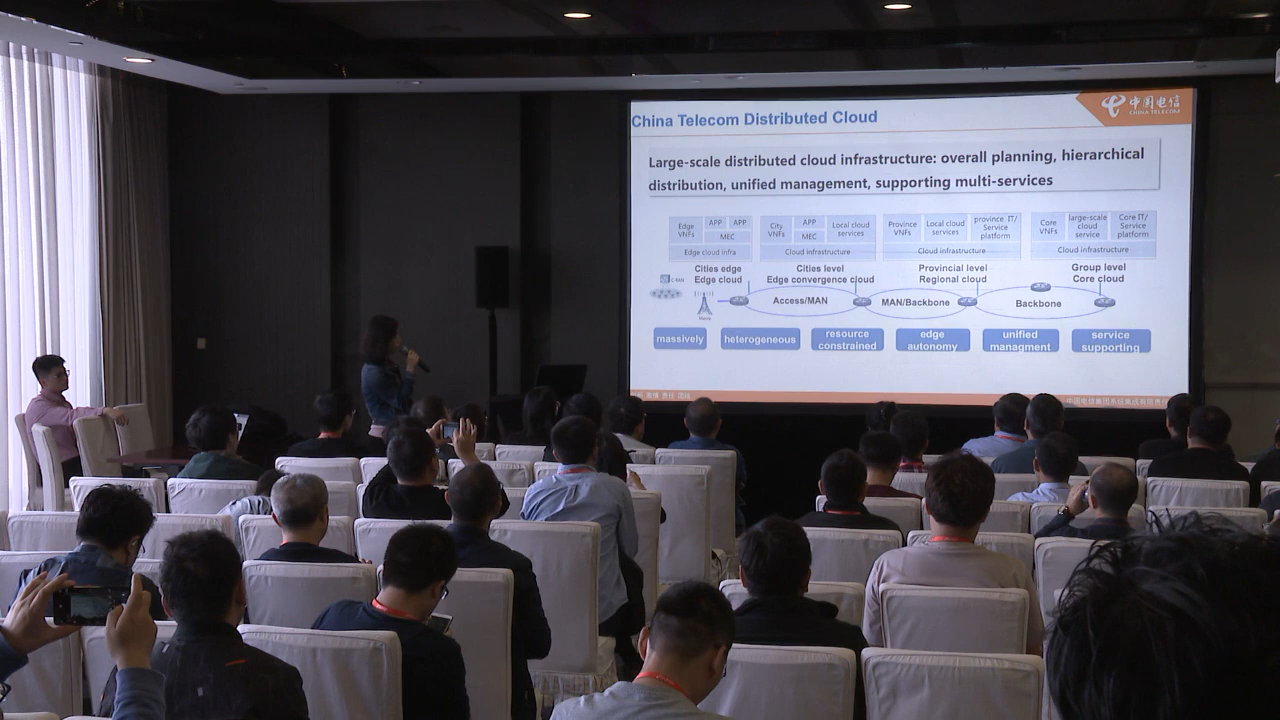 China Telecom Distributed Cloud
中国电信
CHINA TELECOM
Large-scale distributed cloud infrastructure: overall planning, hierarchical
distribution, unified management, supporting multi-services
Edge VNFs
APP APP
MEC
Edge cloud infra
City VNFs
APP
MEC
Local cloud services
Cloud infrastructure
Province VNFs
Local cloud services
province IT/ Service platform
Cloud infrastructure
Core VNFs
large-scale cloud service
Core IT/ Service platform
Cloud infrastructure
Cities edge
Edge cloud
Cities level
Edge convergence cloud
Provincial level
Regional cloud
Group level
Core cloud
C-RAN
Access/MAN
MAN/Backbone
Backbone
massively
heterogeneous
resource constrained
edge autonomy
unified managment
service supporting